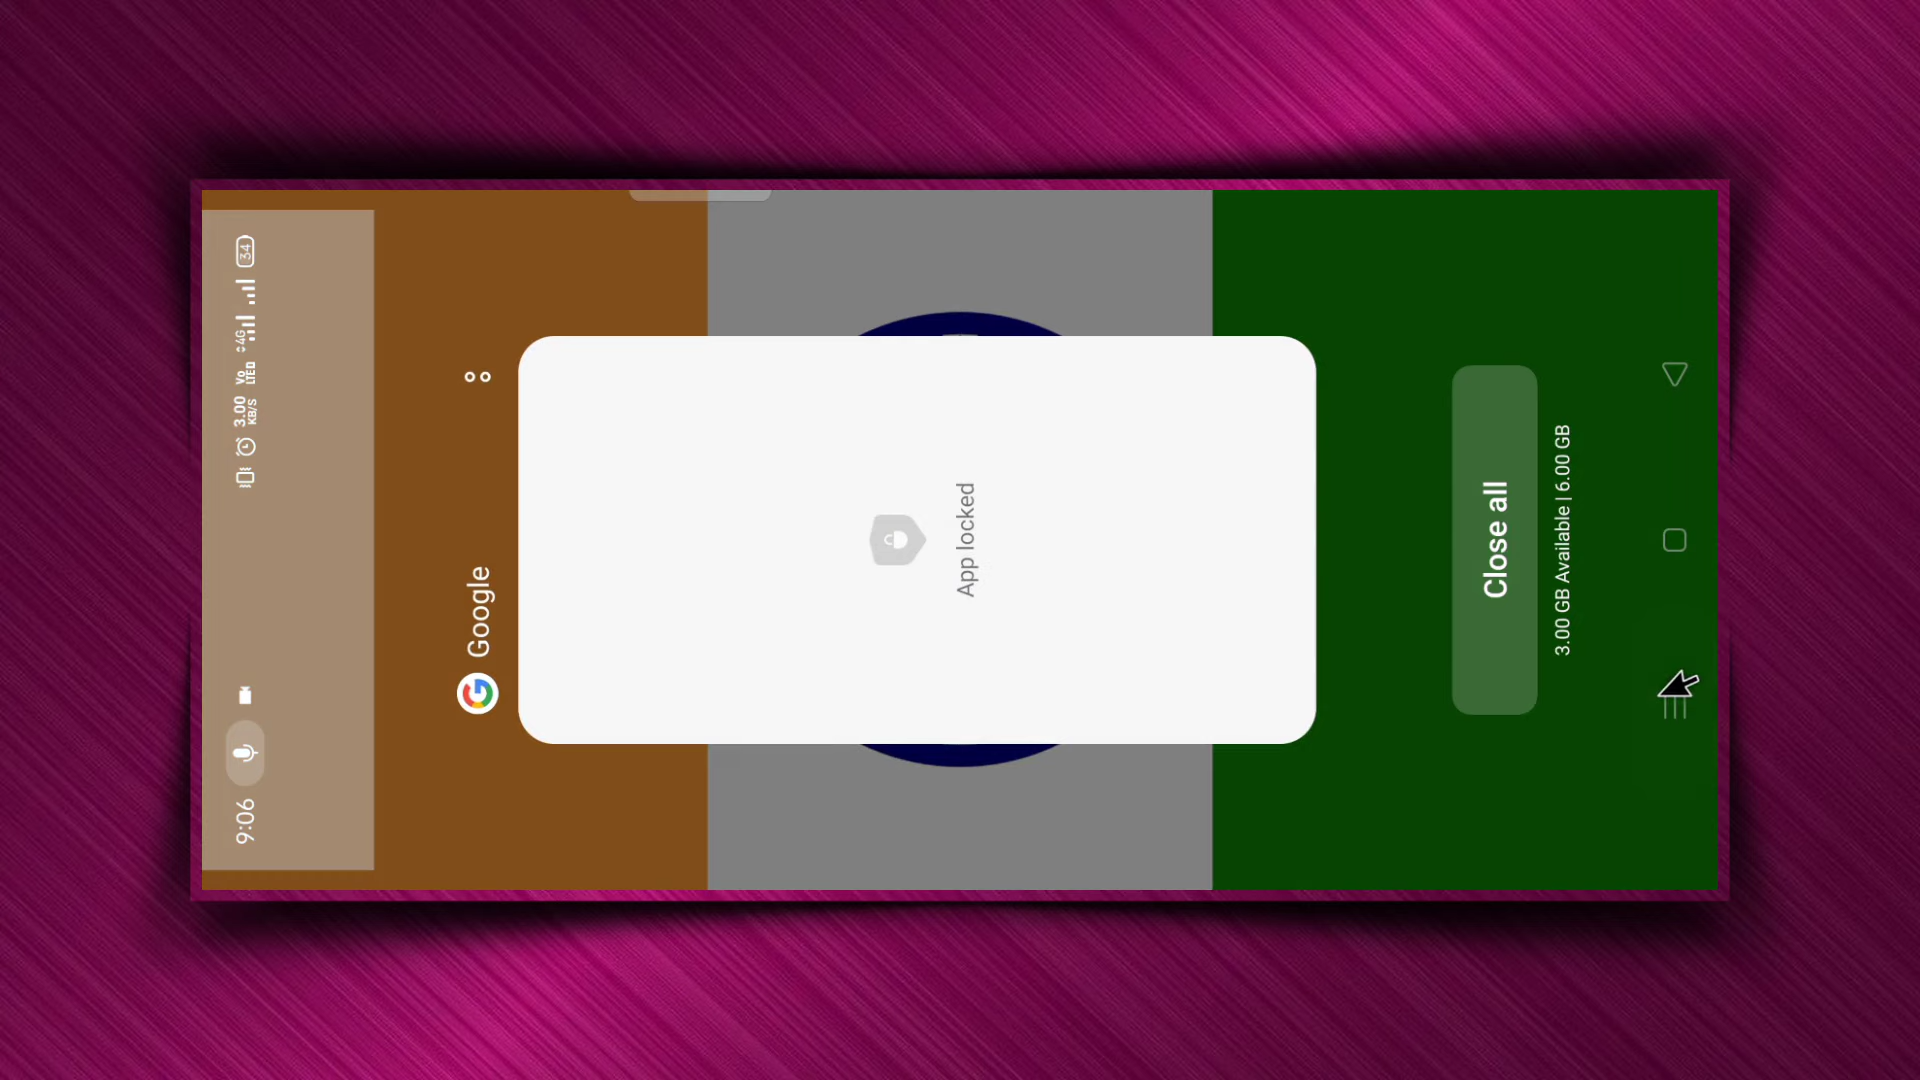 9:06
3.00 KB/S Vo LTE 4G 34
Google
App locked
Close all
3.00 GB Available | 6.00 GB